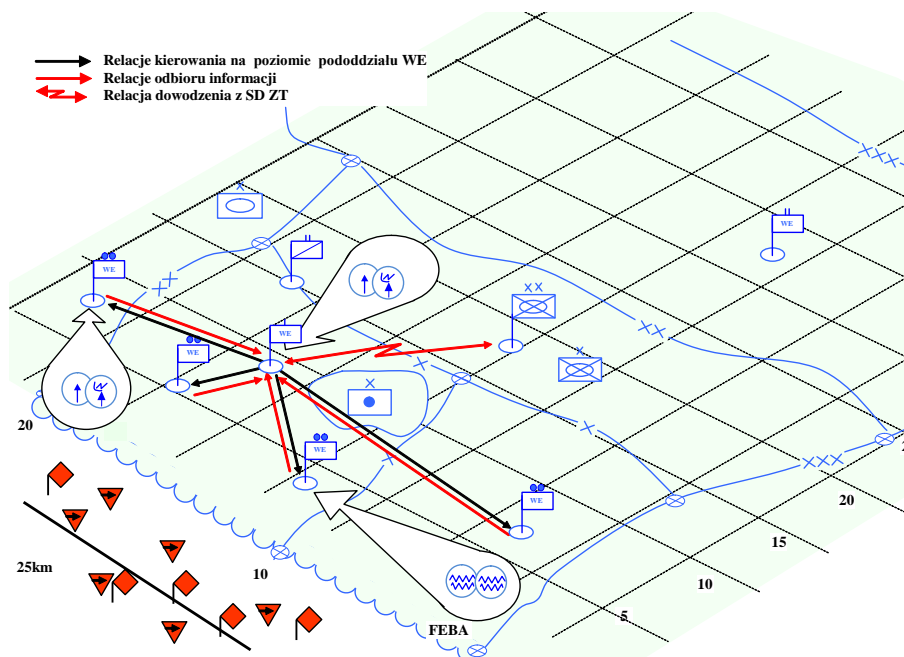 Relacje kierowania na poziomie pododdziału WE
Relacje odbioru informacji
Relacja dowodzenia z SD ZT
WE
WE
WE
WE
WE
WE
20
25km
10
FEBA
5
10
15
20